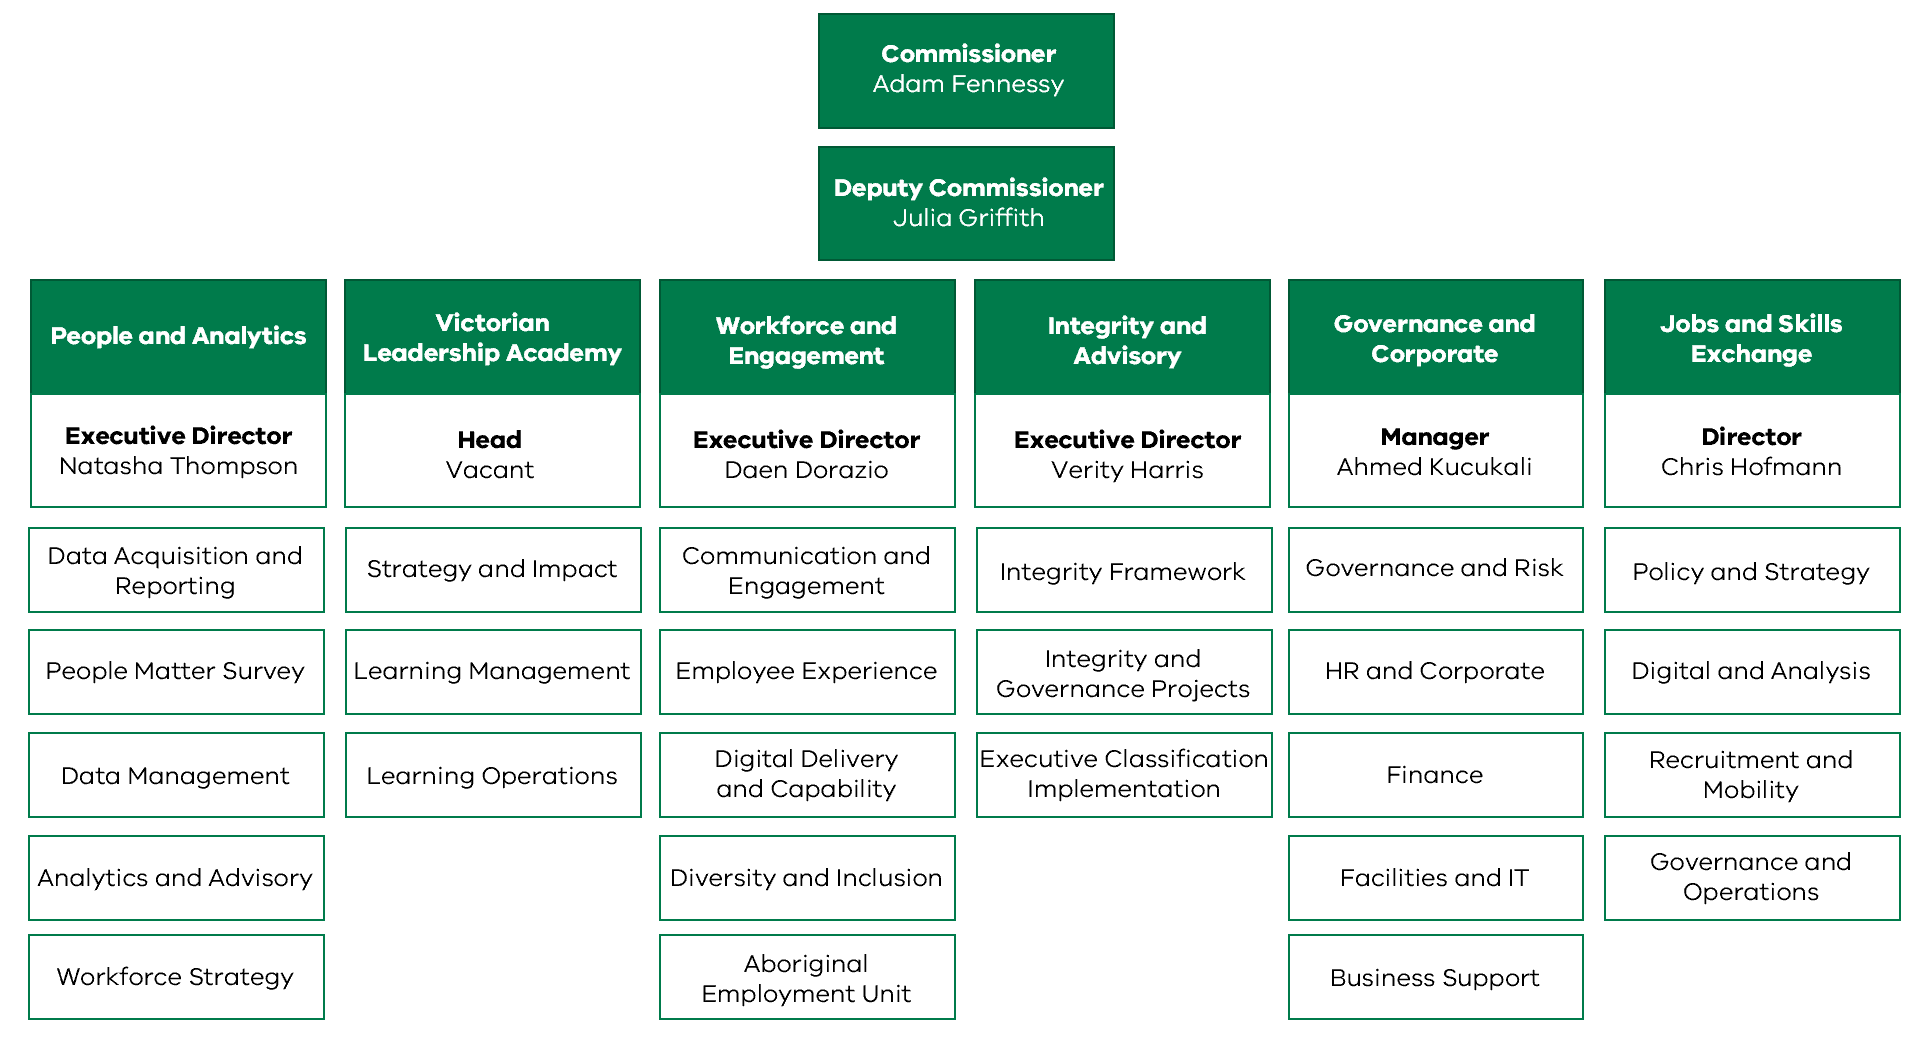 Commissioner
Adam Fennessy
Deputy Commissioner
Julia Griffith
People and Analytics
Executive Director
Natasha Thompson
Data Acquisition and
Reporting
People Matter Survey
Data Management
Analytics and Advisory
Workforce Strategy
Victorian
Leadership Academy
Head
Vacant
Strategy and Impact
Learning Management
Learning Operations
Workforce and
Engagement
Executive Director
Daen Dorazio
Communication and
Engagement
Employee Experience
Digital Delivery
and Capability
Diversity and Inclusion
Aboriginal
Employment Unit
Integrity and
Advisory
Executive Director
Verity Harris
Integrity Framework
Integrity and
Governance Projects
Executive Classification
Implementation
Governance and
Corporate
Manager
Ahmed Kucukali
Governance and Risk
HR and Corporate
Finance
Facilities and IT
Business Support
Jobs and Skills
Exchange
Director
Chris Hofmann
Policy and Strategy
Digital and Analysis
Recruitment and
Mobility
Governance and
Operations